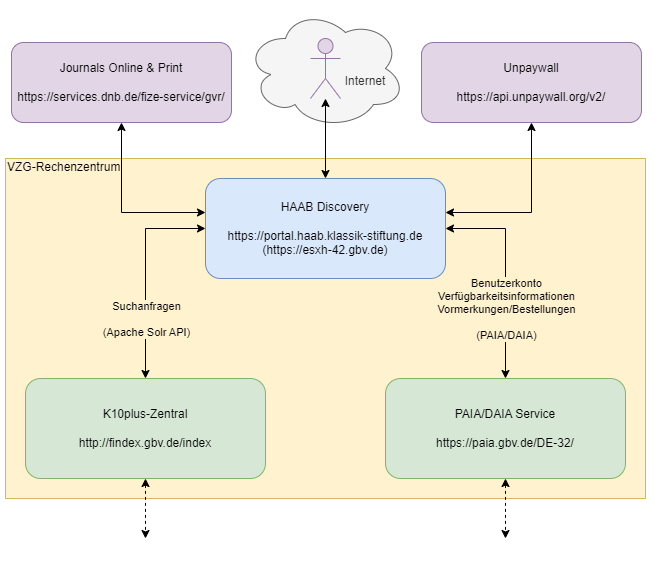 Journals Online & Print
https://services.dnb.de/fize-service/gvr/
Internet
Unpaywall
https://api.unpaywall.org/v2/
VZG-Rechenzentrum
HAAB Discovery
https://portal.haab.klassik-stiftung.de
(https://esxh-42.gbv.de)
Suchanfragen
(Apache Solr API)
Benutzerkonto
Verfügbarkeitsinformationen
Vormerkungen/Bestellungen
(PAIA/DAIA)
K10plus-Zentral
http://findex.gbv.de/index
PAIA/DAIA Service
https://paia.gbv.de/DE-32/